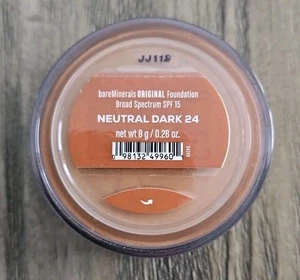 JJ11B
bareMinerals ORIGINAL Foundation
Broad Spectrum SPF 15
NEUTRAL DARK 24
net wt 8 g / 0.28 oz.
98132 49960